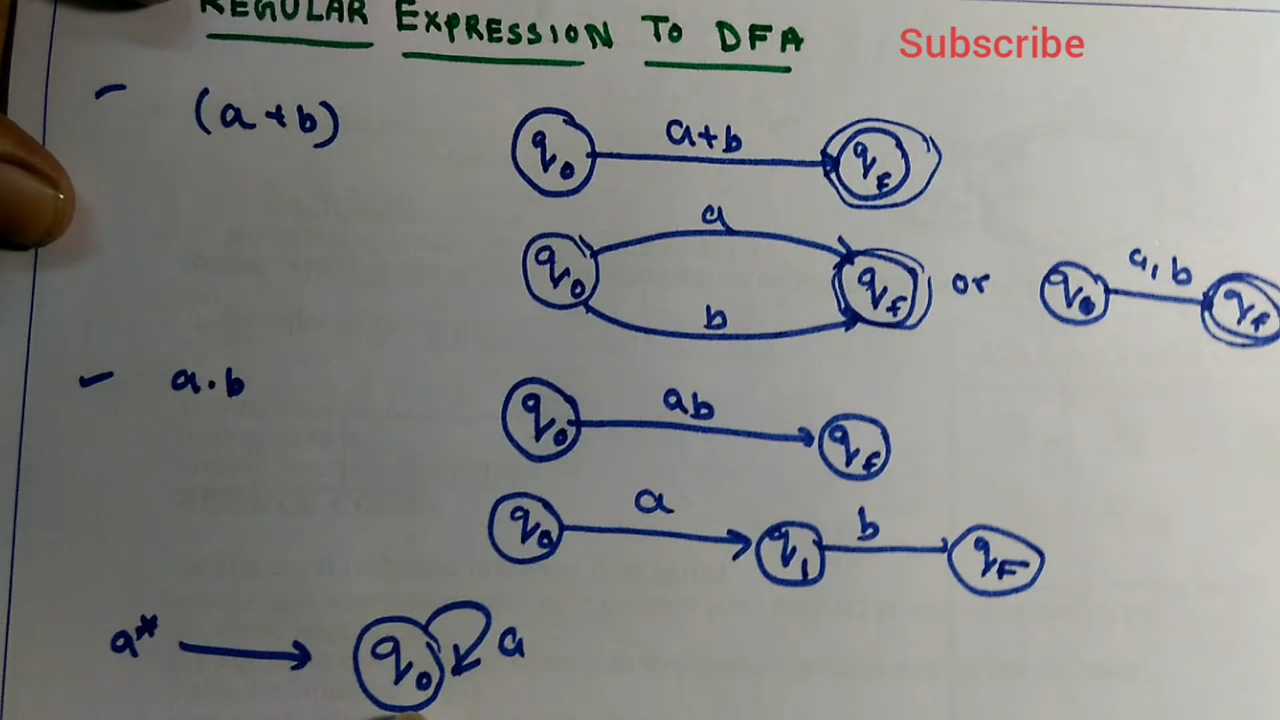 REGULAR EXPRESSION TO DFA Subscribe
(a+b) q0 a+b qf
q0 a b qf or q0 a,b qf
a.b q0 ab qf
q0 a q1 b qF
a* q0 a